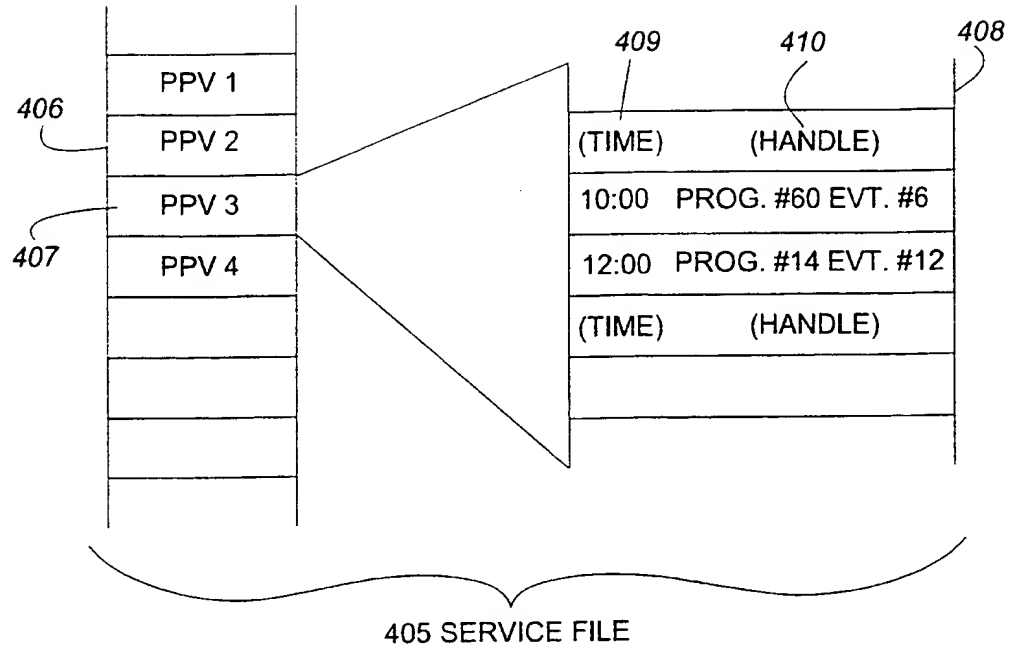 409
410
408
406
407
PPV 1
PPV 2
PPV 3
PPV 4
(TIME) (HANDLE)
10:00 PROG. #60 EVT. #6
12:00 PROG. #14 EVT. #12
(TIME) (HANDLE)
405 SERVICE FILE